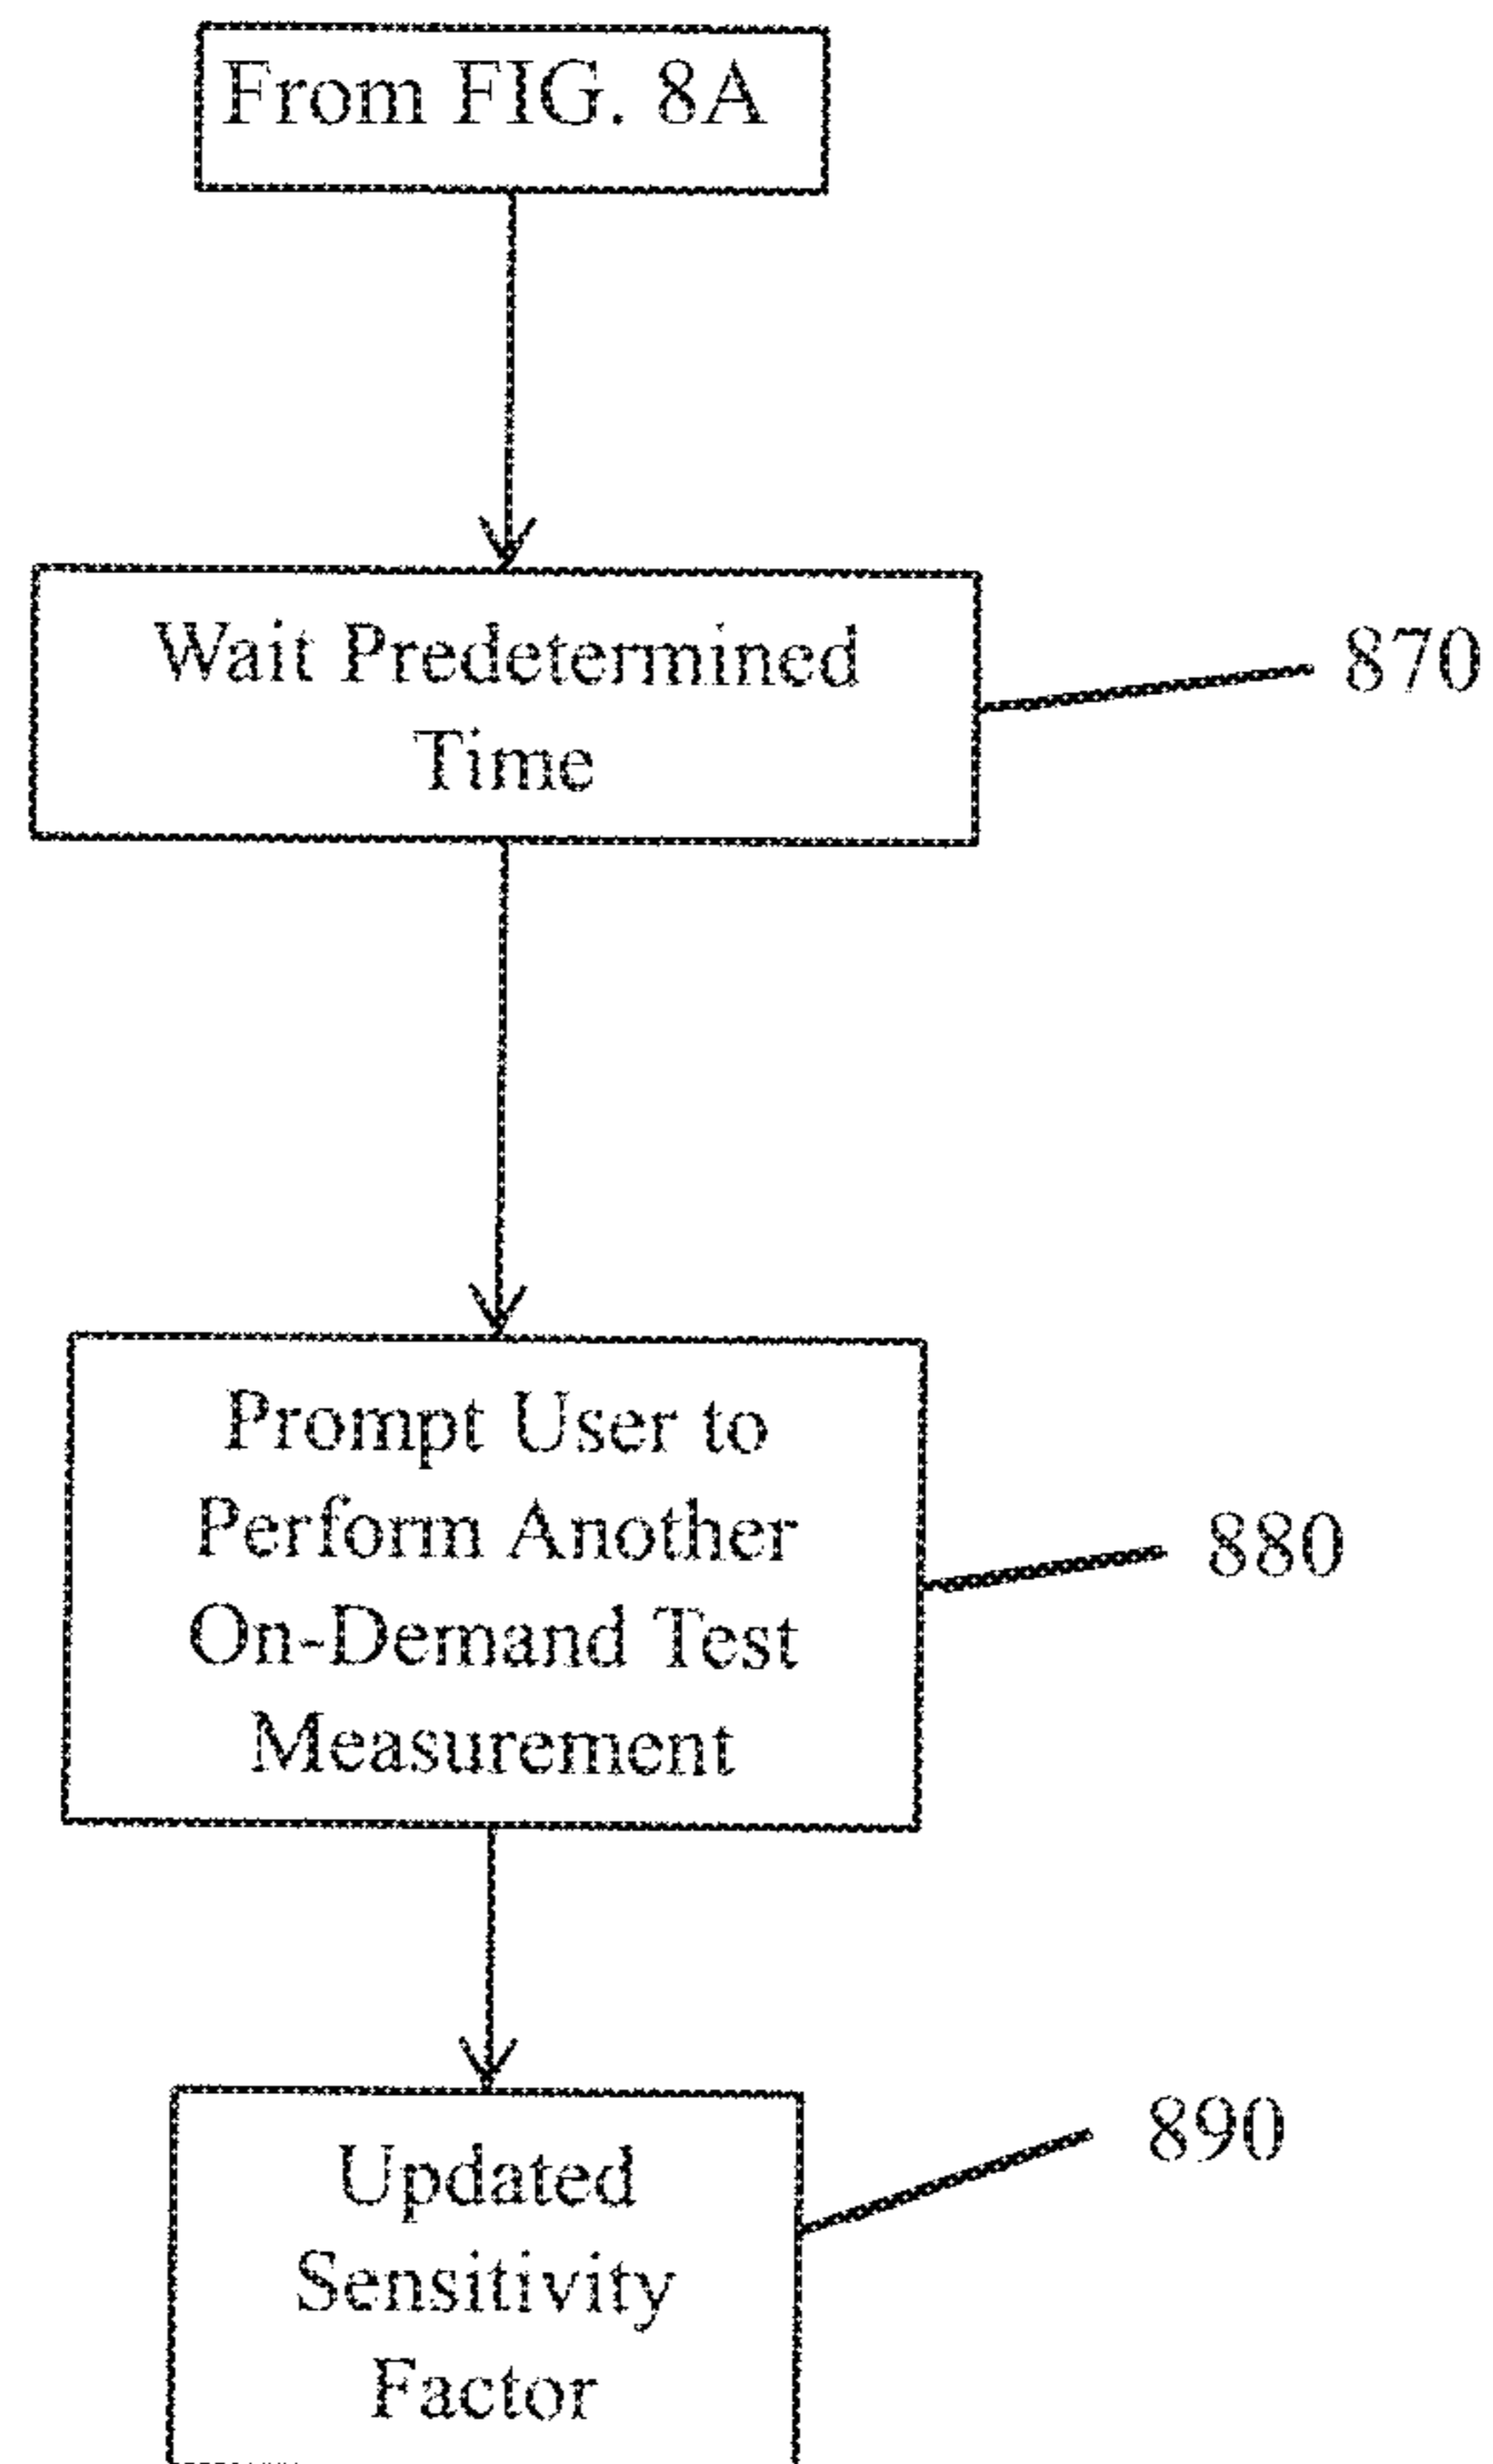 From FIG. 8A
Wait Predetermined
Time
870
Prompt User to
Perform Another
On-Demand Test
Measurement
880
Updated
Sensitivity
Factor
890